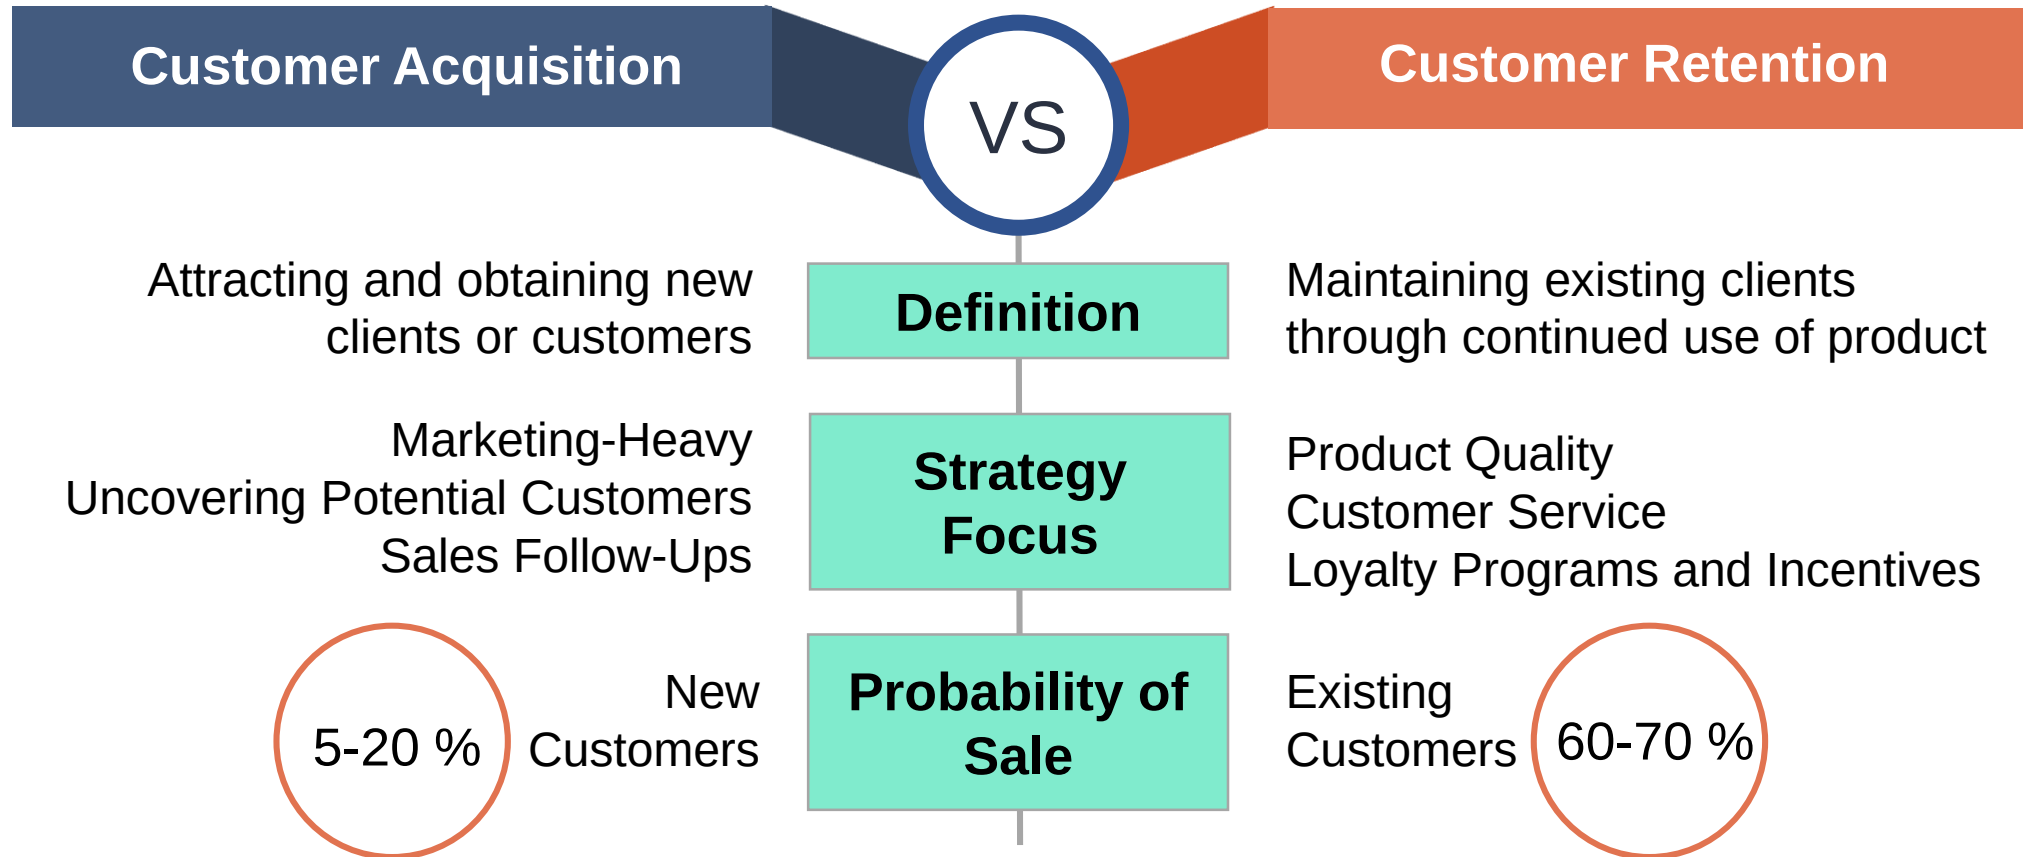 Customer Acquisition
VS
Customer Retention
Attracting and obtaining new
clients or customers
Definition
Maintaining existing clients
through continued use of product
Marketing-Heavy
Uncovering Potential Customers
Sales Follow-Ups
Strategy
Focus
Product Quality
Customer Service
Loyalty Programs and Incentives
5-20 %
New
Customers
Probability of
Sale
Existing
Customers
60-70 %